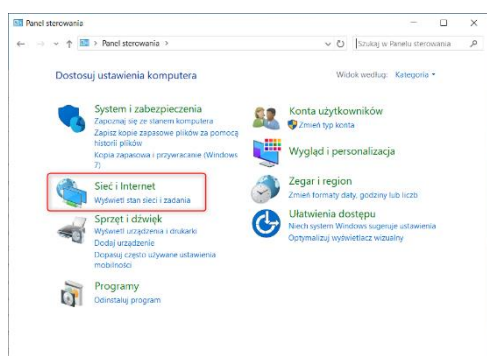 Panel sterowania
Panel sterowania
Szukaj w Panelu sterowania
Dostosuj ustawienia komputera
Widok według: Kategoria
System i zabezpieczenia
Zapoznaj się ze stanem komputera
Zapisz kopie zapasowe plików za pomocą
historii plików
Kopia zapasowa i przywracanie (Windows
7)
Sieć i Internet
Wyświetl stan sieci i zadania
Sprzęt i dźwięk
Wyświetl urządzenia i drukarki
Dodaj urządzenie
Dopasuj często używane ustawienia
mobilności
Programy
Odinstaluj program
Konta użytkowników
Zmień typ konta
Wygląd i personalizacja
Zegar i region
Zmień formaty daty, godziny lub liczb
Ułatwienia dostępu
Niech system Windows sugeruje ustawienia
Optymalizuj wyświetlacz wizualny